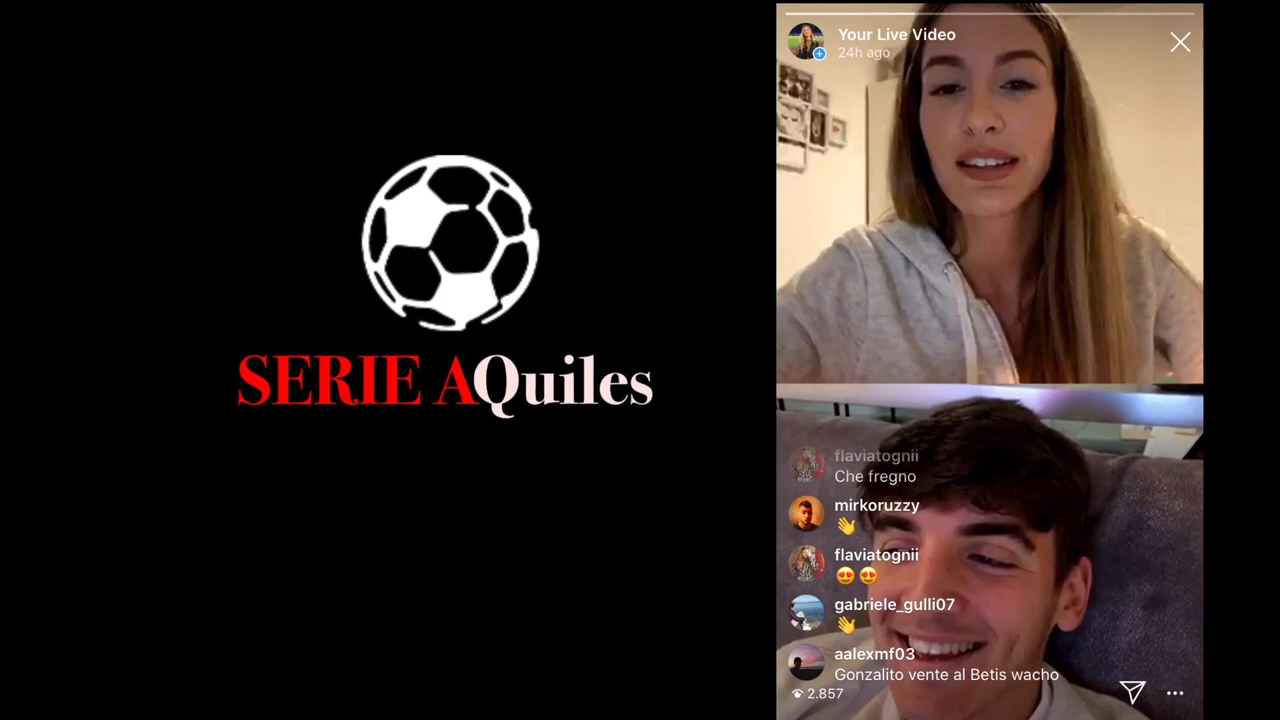 SERIE AQuiles
Your Live Video
24h ago
flaviatognii
Che fregno
mirkoruzzy
👋
flaviatognii
😍😍
gabriele_gulli07
👋
aalexmf03
Gonzalito vente al Betis wacho
2.857